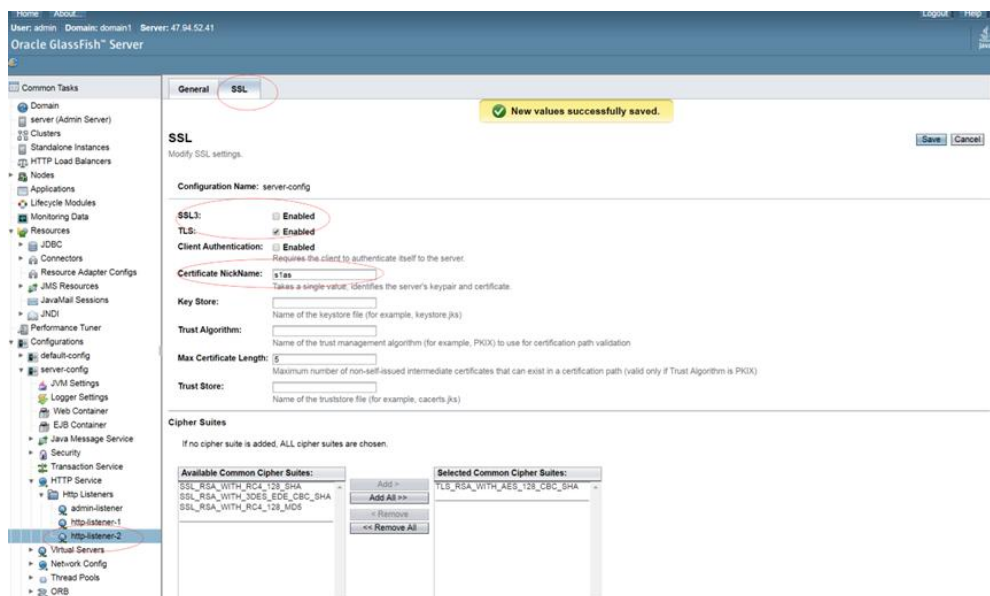 Home About...
Logout Help
User: admin Domain: domain1 Server: 47.94.52.41
Oracle GlassFish™ Server
Common Tasks
Domain
server (Admin Server)
Clusters
Standalone Instances
HTTP Load Balancers
Nodes
Applications
Lifecycle Modules
Monitoring Data
Resources
JDBC
Connectors
Resource Adapter Configs
JMS Resources
JavaMail Sessions
JNDI
Performance Tuner
Configurations
default-config
server-config
JVM Settings
Logger Settings
Web Container
EJB Container
Java Message Service
Security
Transaction Service
HTTP Service
Http Listeners
admin-listener
http-listener-1
http-listener-2
Virtual Servers
Network Config
Thread Pools
ORB
General SSL
New values successfully saved.
SSL
Save Cancel
Modify SSL settings.
Configuration Name: server-config
SSL3: Enabled
TLS: Enabled
Client Authentication: Enabled
Requires the client to authenticate itself to the server.
Certificate NickName: s1as
Takes a single value, identifies the server's keypair and certificate.
Key Store:
Name of the keystore file (for example, keystore.jks)
Trust Algorithm:
Name of the trust management algorithm (for example, PKIX) to use for certification path validation
Max Certificate Length: 5
Maximum number of non-self-issued intermediate certificates that can exist in a certification path (valid only if Trust Algorithm is PKIX)
Trust Store:
Name of the truststore file (for example, cacerts.jks)
Cipher Suites
If no cipher suite is added, ALL cipher suites are chosen.
Available Common Cipher Suites:
SSL_RSA_WITH_RC4_128_SHA
SSL_RSA_WITH_3DES_EDE_CBC_SHA
SSL_RSA_WITH_RC4_128_MD5
Add >
Add All >>
< Remove
<< Remove All
Selected Common Cipher Suites:
TLS_RSA_WITH_AES_128_CBC_SHA